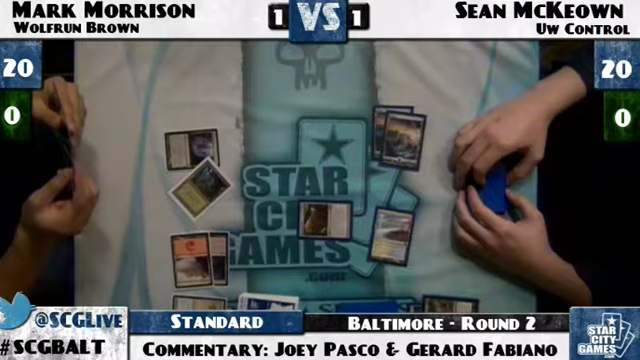 MARK MORRISON
WOLFRUN BROWN
1 VS 1
SEAN MCKEOWN
UW CONTROL
20
0
20
0
STAR
CITY
GAMES
.COM
@SCGLIVE
#SCGBALT
STANDARD
BALTIMORE - ROUND 2
COMMENTARY: JOEY PASCO & GERARD FABIANO
STAR
CITY
GAMES